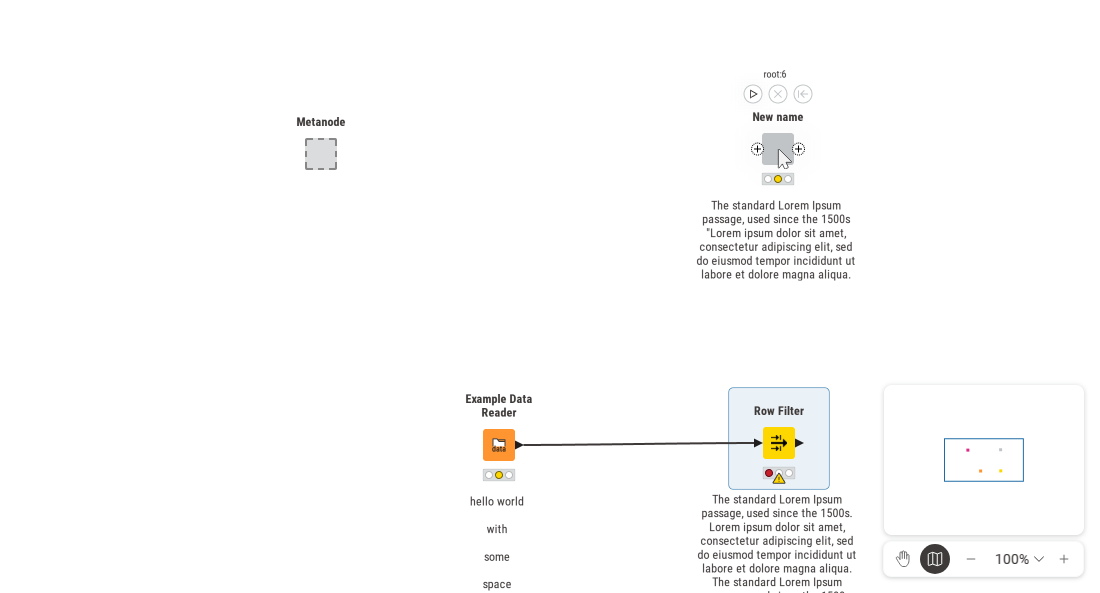 root:6
New name
Metanode
The standard Lorem Ipsum
passage, used since the 1500s
"Lorem ipsum dolor sit amet,
consectetur adipiscing elit, sed
do eiusmod tempor incididunt ut
labore et dolore magna aliqua.
Example Data
Reader
data
hello world
with
some
space
Row Filter
The standard Lorem Ipsum
passage, used since the 1500s.
Lorem ipsum dolor sit amet,
consectetur adipiscing elit, sed
do eiusmod tempor incididunt ut
labore et dolore magna aliqua.
The standard Lorem Ipsum
100%